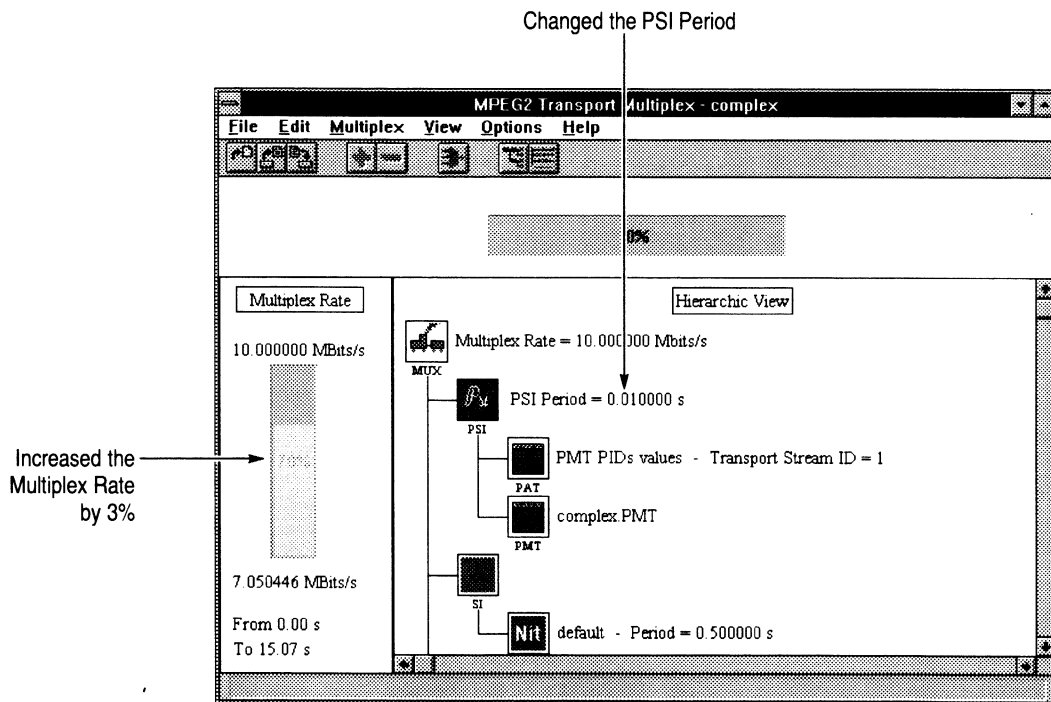 Changed the PSI Period
MPEG2 Transport Multiplex - complex
File Edit Multiplex View Options Help
0%
Multiplex Rate
Hierarchic View
10.000000 MBits/s
Multiplex Rate = 10.000000 Mbits/s
MUX
Psi
PSI Period = 0.010000 s
PSI
Increased the
Multiplex Rate
by 3%
70%
PMT PIDs values - Transport Stream ID = 1
PAT
complex.PMT
PMT
7.050446 MBits/s
SI
From 0.00 s
To 15.07 s
Nit
default - Period = 0.500000 s